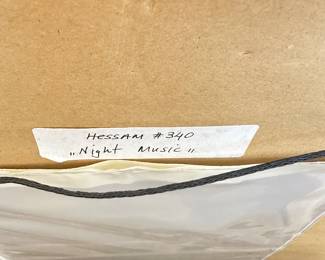 HessAM # 340
„Night Music„